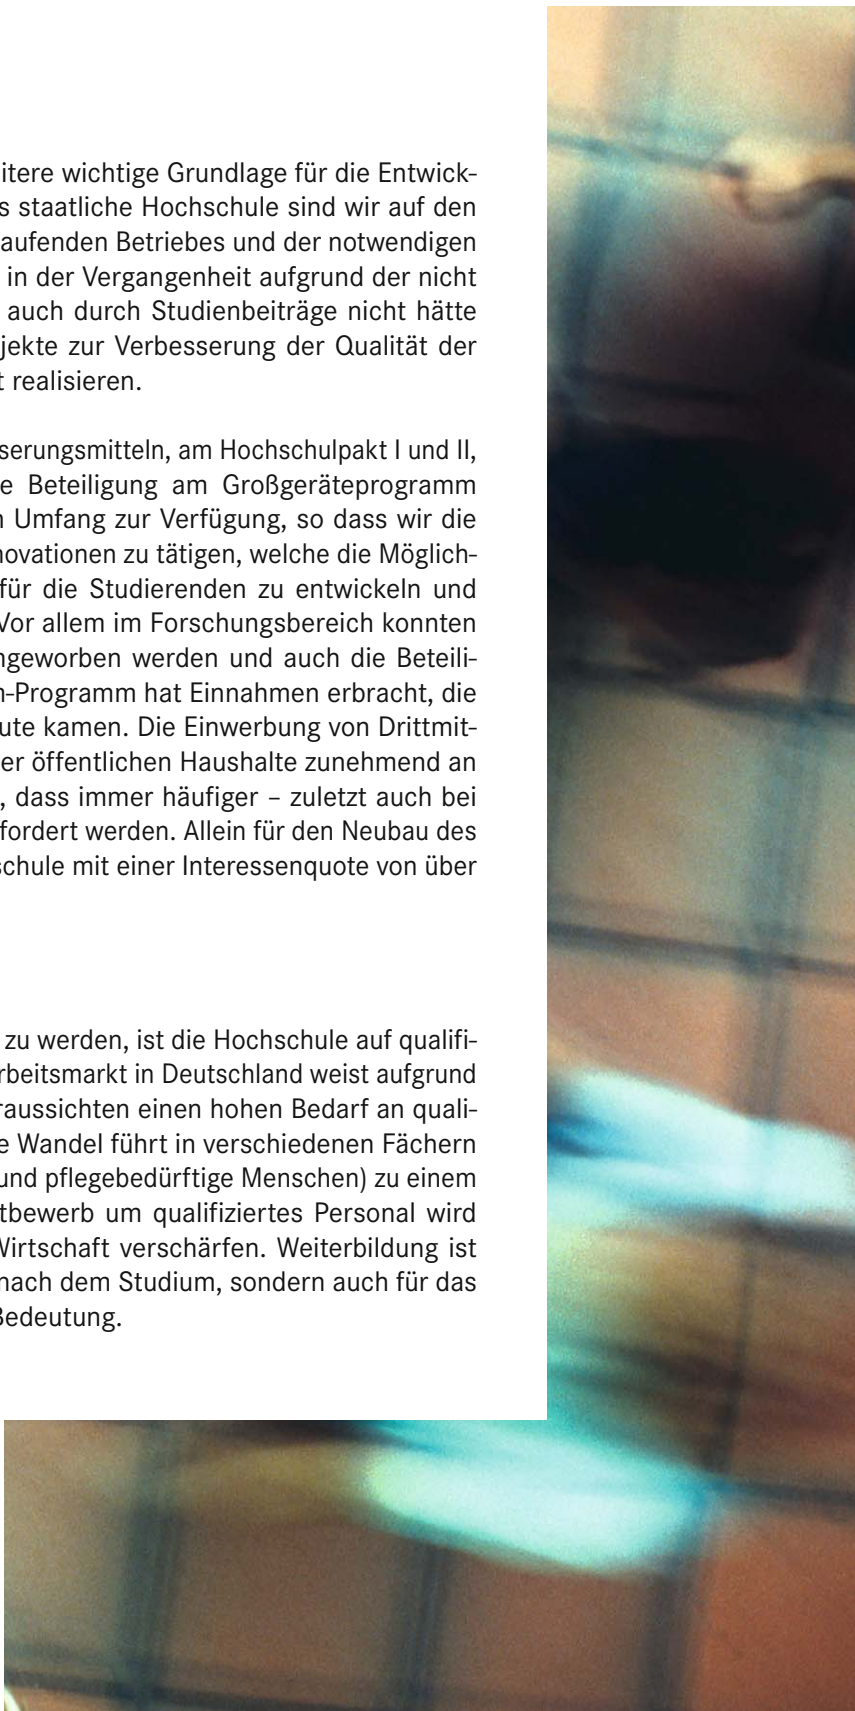 itere wichtige Grundlage für die Entwick-
s staatliche Hochschule sind wir auf den
aufenden Betriebes und der notwendigen
in der Vergangenheit aufgrund der nicht
auch durch Studienbeiträge nicht hätte
jekte zur Verbesserung der Qualität der
t realisieren.
serungsmitteln, am Hochschulpakt I und II,
e Beteiligung am Großgeräteprogramm
n Umfang zur Verfügung, so dass wir die
novationen zu tätigen, welche die Möglich-
für die Studierenden zu entwickeln und
Vor allem im Forschungsbereich konnten
ngeworben werden und auch die Beteili-
n-Programm hat Einnahmen erbracht, die
ute kamen. Die Einwerbung von Drittmit-
er öffentlichen Haushalte zunehmend an
, dass immer häufiger – zuletzt auch bei
fordert werden. Allein für den Neubau des
schule mit einer Interessenquote von über
zu werden, ist die Hochschule auf qualifi-
rbeitsmarkt in Deutschland weist aufgrund
raussichten einen hohen Bedarf an quali-
e Wandel führt in verschiedenen Fächern
und pflegebedürftige Menschen) zu einem
tbewerb um qualifiziertes Personal wird
Wirtschaft verschärfen. Weiterbildung ist
nach dem Studium, sondern auch für das
Bedeutung.